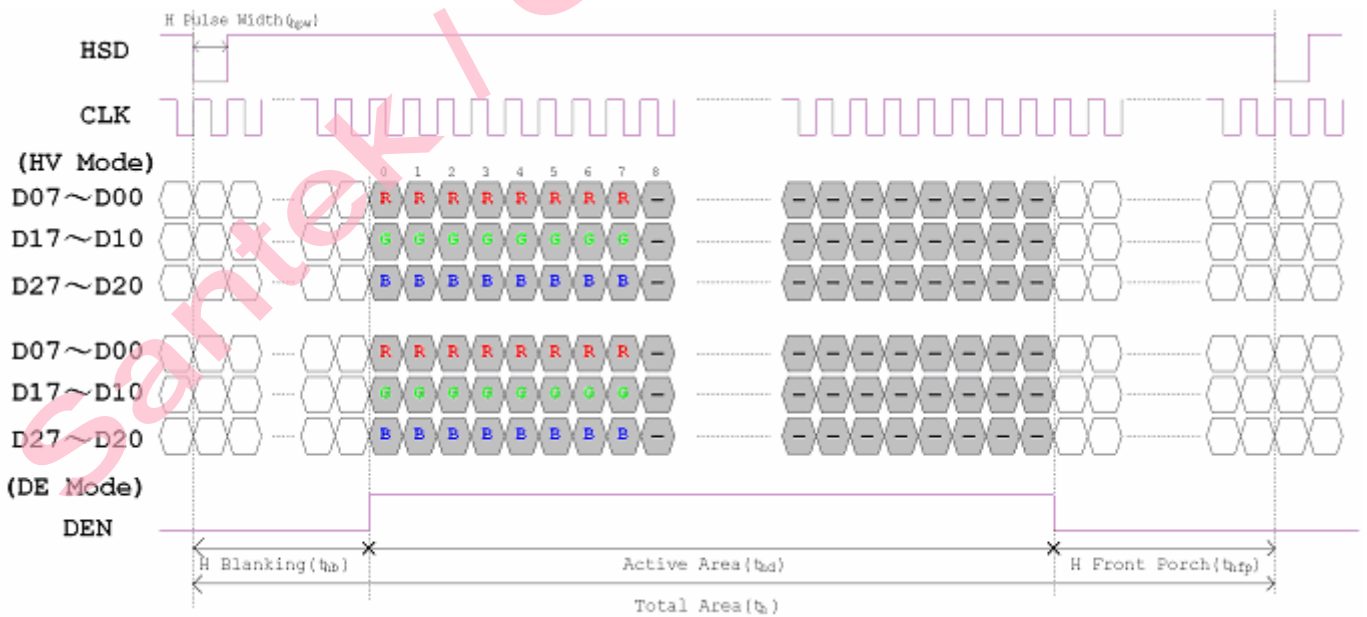 H Pulse Width(thpw)
HSD
CLK
(HV Mode)
0 1 2 3 4 5 6 7 8
D07~D00 R R R R R R R R
D17~D10 G G G G G G G G
D27~D20 B B B B B B B B
D07~D00 R R R R R R R R
D17~D10 G G G G G G G G
D27~D20 B B B B B B B B
(DE Mode)
DEN
H Blanking(thb) Active Area(thd) H Front Porch(thfp)
Total Area(th)
Santek /